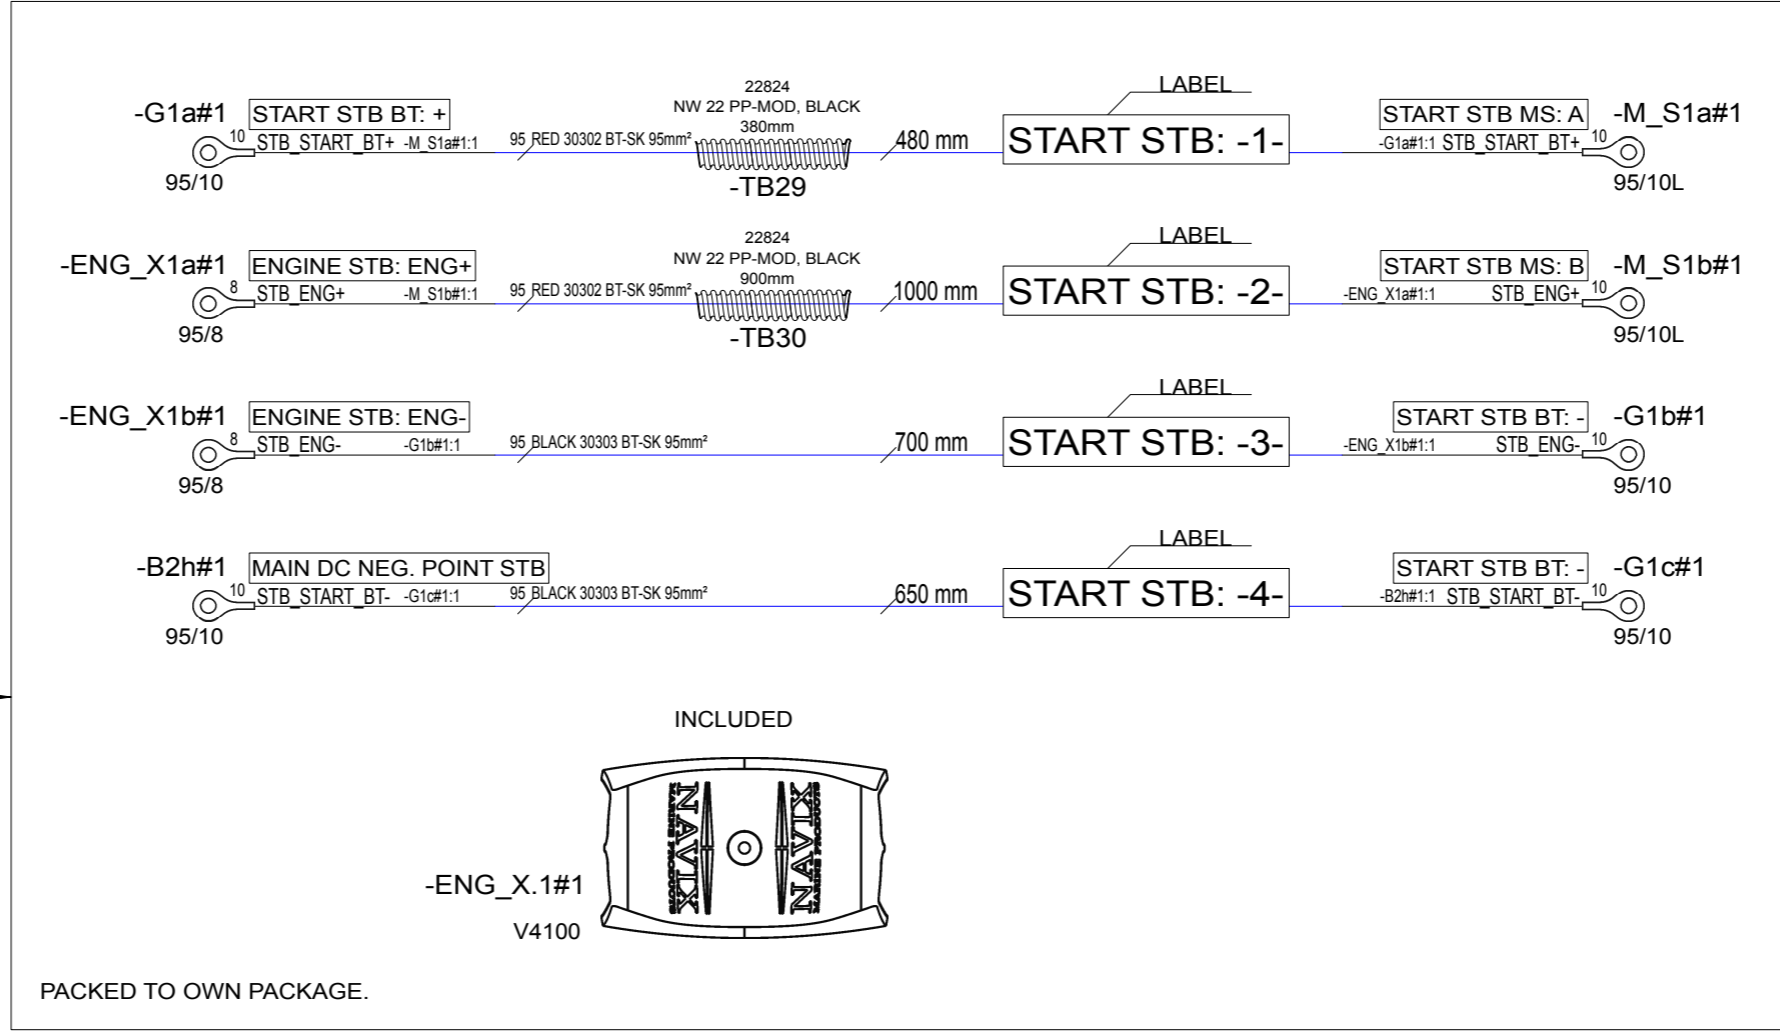 22824
NW 22 PP-MOD, BLACK
380mm
LABEL
-G1a#1 START STB BT: + START STB: -1- START STB MS: A -M_S1a#1
10 STB_START_BT+ -M_S1a#1:1 95 RED 30302 BT-SK 95mm² 480 mm -G1a#1:1 STB_START_BT+ 10
95/10 -TB29 95/10L
22824
NW 22 PP-MOD, BLACK
900mm
LABEL
-ENG_X1a#1 ENGINE STB: ENG+ START STB: -2- START STB MS: B -M_S1b#1
8 STB_ENG+ -M_S1b#1:1 95 RED 30302 BT-SK 95mm² 1000 mm -ENG_X1a#1:1 STB_ENG+ 10
95/8 -TB30 95/10L
LABEL
-ENG_X1b#1 ENGINE STB: ENG- START STB: -3- START STB BT: - -G1b#1
8 STB_ENG- -G1b#1:1 95 BLACK 30303 BT-SK 95mm² 700 mm -ENG_X1b#1:1 STB_ENG- 10
95/8 95/10
LABEL
-B2h#1 MAIN DC NEG. POINT STB START STB: -4- START STB BT: - -G1c#1
10 STB_START_BT- -G1c#1:1 95 BLACK 30303 BT-SK 95mm² 650 mm -B2h#1:1 STB_START_BT- 10
95/10 95/10
INCLUDED
NAVIX
MARINE PRODUCTS
NAVIX
MARINE PRODUCTS
-ENG_X.1#1
V4100
PACKED TO OWN PACKAGE.